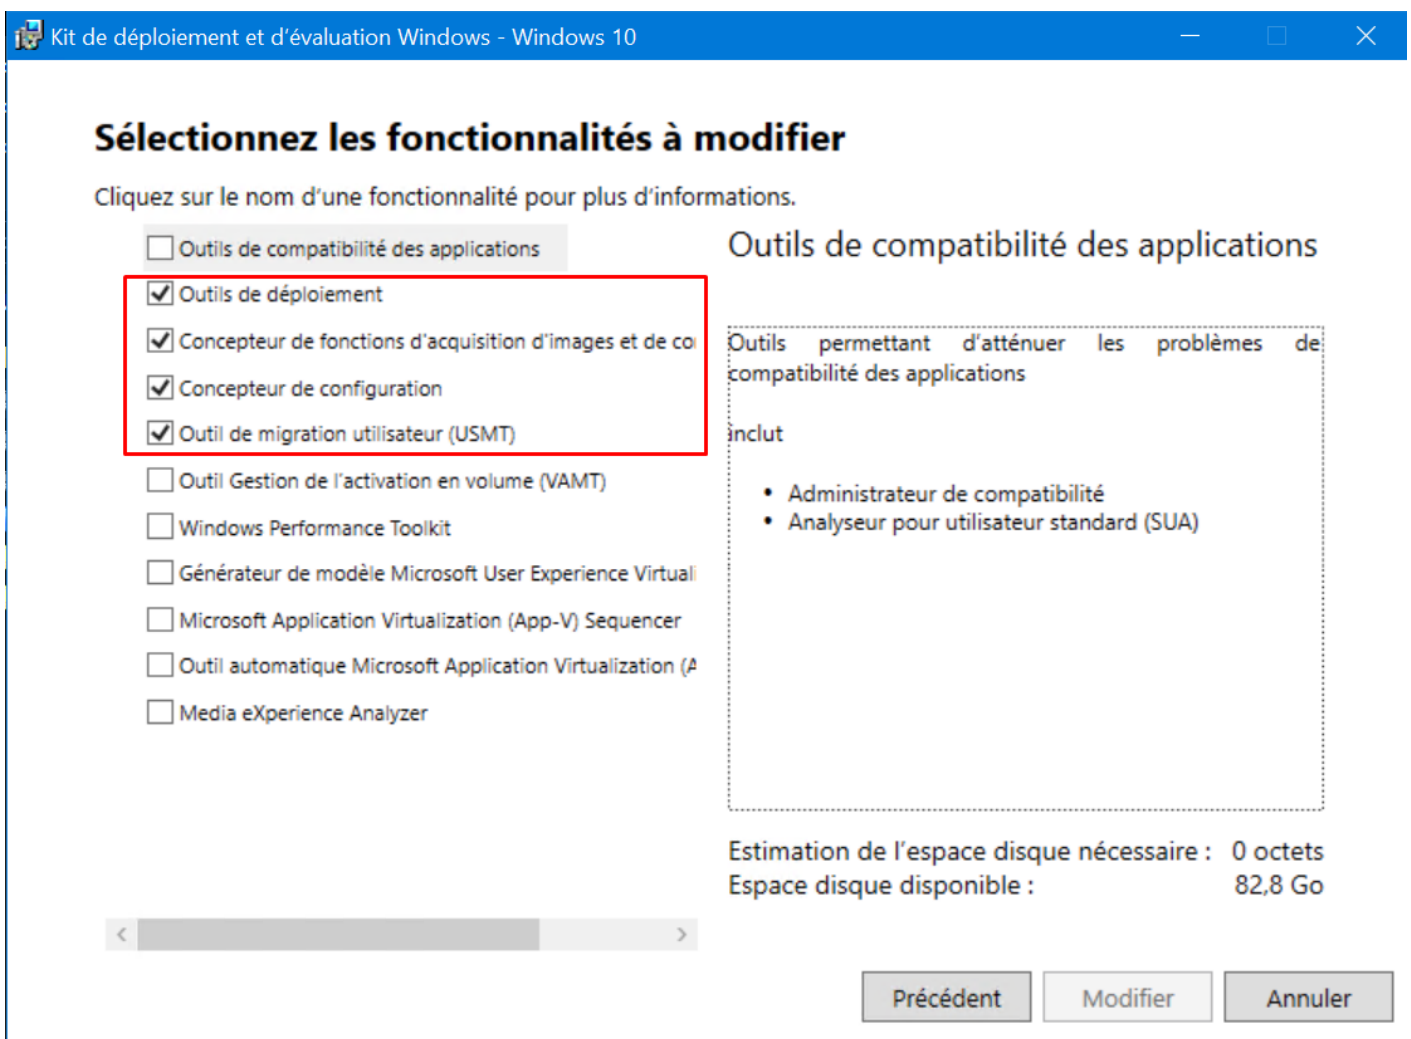 Kit de déploiement et d'évaluation Windows - Windows 10
Sélectionnez les fonctionnalités à modifier
Cliquez sur le nom d'une fonctionnalité pour plus d'informations.
Outils de compatibilité des applications
Outils de déploiement
Concepteur de fonctions d'acquisition d'images et de co
Concepteur de configuration
Outil de migration utilisateur (USMT)
Outil Gestion de l'activation en volume (VAMT)
Windows Performance Toolkit
Générateur de modèle Microsoft User Experience Virtuali
Microsoft Application Virtualization (App-V) Sequencer
Outil automatique Microsoft Application Virtualization (A
Media eXperience Analyzer
Outils de compatibilité des applications
Outils permettant d'atténuer les problèmes de
compatibilité des applications
inclut
• Administrateur de compatibilité
• Analyseur pour utilisateur standard (SUA)
Estimation de l'espace disque nécessaire : 0 octets
Espace disque disponible : 82,8 Go
Précédent
Modifier
Annuler